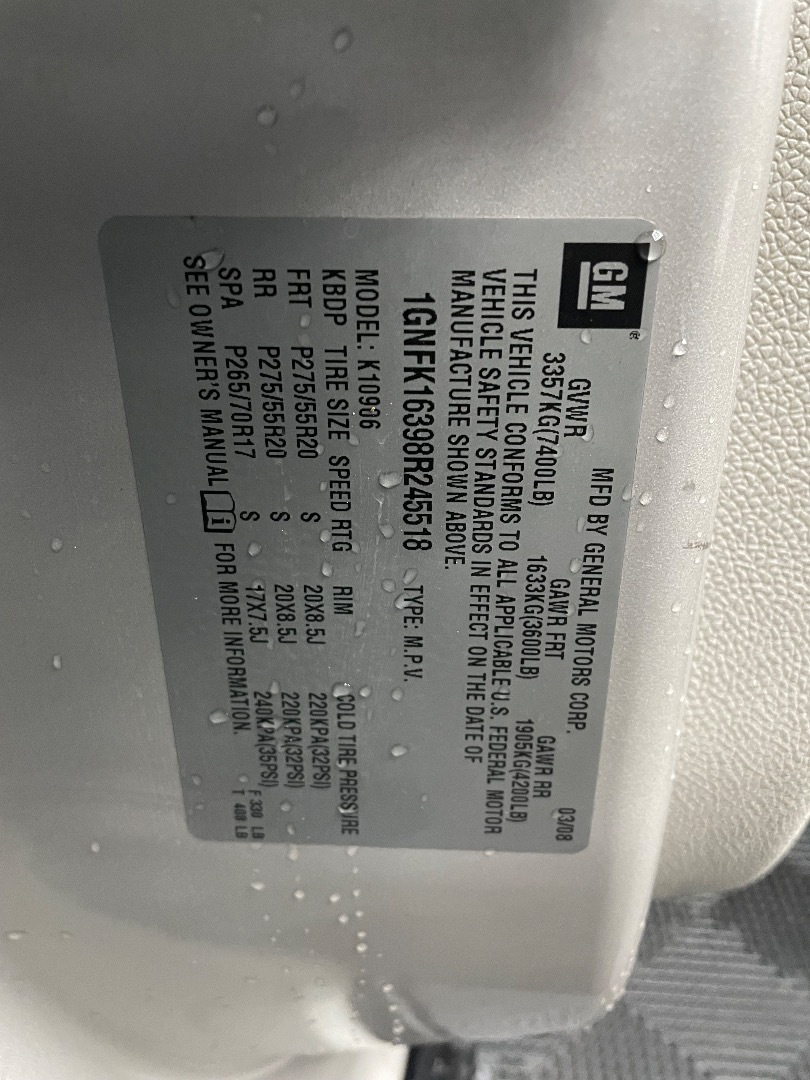 GM®
MFD BY GENERAL MOTORS CORP. 03/08
GVWR GAWR FRT GAWR RR
3357KG(7400LB) 1633KG(3600LB) 1905KG(4200LB)
THIS VEHICLE CONFORMS TO ALL APPLICABLE U.S. FEDERAL MOTOR
VEHICLE SAFETY STANDARDS IN EFFECT ON THE DATE OF
MANUFACTURE SHOWN ABOVE.
1GNFK16398R245518 TYPE: M.P.V.
MODEL: K10906
KBDP TIRE SIZE SPEED RTG RIM COLD TIRE PRESSURE
FRT P275/55R20 S 20X8.5J 220KPA(32PSI)
RR P275/55R20 S 20X8.5J 220KPA(32PSI)
SPA P265/70R17 S 17X7.5J 240KPA(35PSI) F 330 LB
SEE OWNER'S MANUAL FOR MORE INFORMATION. T 408 LB